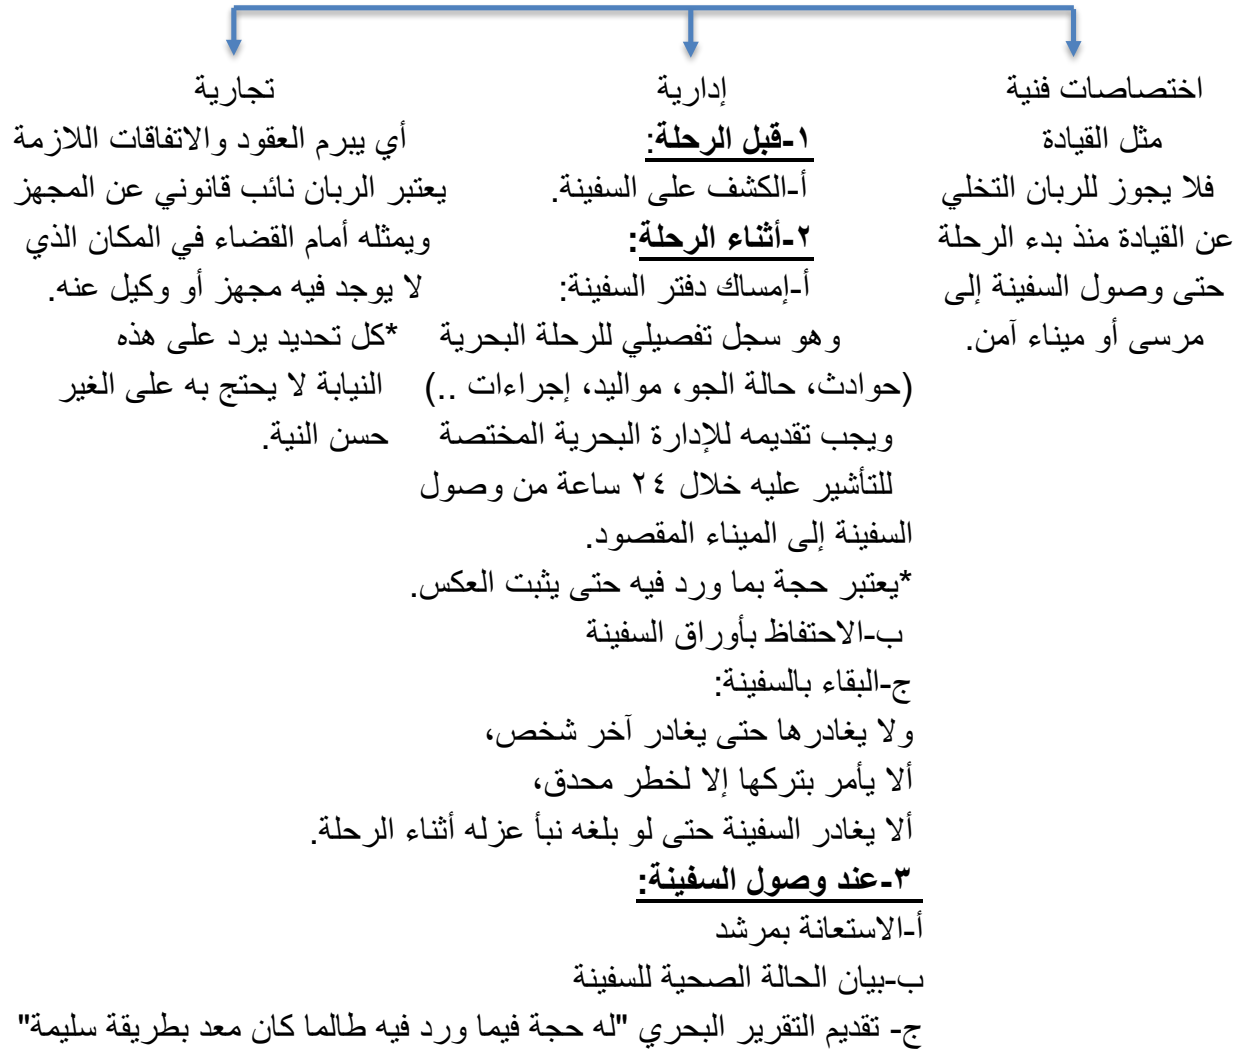 اختصاصات فنية
مثل القيادة
فلا يجوز للربان التخلي
عن القيادة منذ بدء الرحلة
حتى وصول السفينة إلى
مرسى أو ميناء آمن.
إدارية
١-قبل الرحلة:
أ-الكشف على السفينة.
٢-أثناء الرحلة:
أ-إمساك دفتر السفينة:
وهو سجل تفصيلي للرحلة البحرية
(حوادث، حالة الجو، مواليد، إجراءات ..)
ويجب تقديمه للإدارة البحرية المختصة
للتأشير عليه خلال ٢٤ ساعة من وصول
السفينة إلى الميناء المقصود.
*يعتبر حجة بما ورد فيه حتى يثبت العكس.
ب-الاحتفاظ بأوراق السفينة
ج-البقاء بالسفينة:
ولا يغادرها حتى يغادر آخر شخص،
ألا يأمر بتركها إلا لخطر محدق،
ألا يغادر السفينة حتى لو بلغه نبأ عزله أثناء الرحلة.
٣-عند وصول السفينة:
أ-الاستعانة بمرشد
ب-بيان الحالة الصحية للسفينة
ج- تقديم التقرير البحري "له حجة فيما ورد فيه طالما كان معد بطريقة سليمة"
تجارية
أي يبرم العقود والاتفاقات اللازمة
يعتبر الربان نائب قانوني عن المجهز
ويمثله أمام القضاء في المكان الذي
لا يوجد فيه مجهز أو وكيل عنه.
*كل تحديد يرد على هذه
النيابة لا يحتج به على الغير
حسن النية.